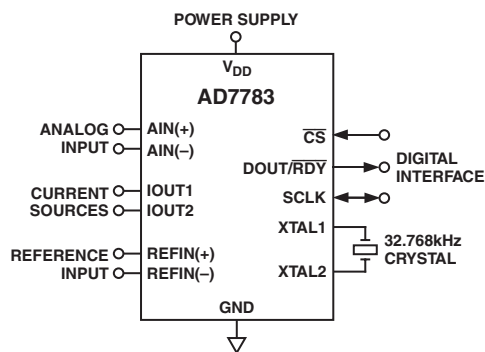 POWER SUPPLY
VDD
AD7783
ANALOG
INPUT
AIN(+)
AIN(–)
CURRENT
SOURCES
IOUT1
IOUT2
REFERENCE
INPUT
REFIN(+)
REFIN(–)
CS
DOUT/RDY
SCLK
DIGITAL
INTERFACE
XTAL1
XTAL2
32.768kHz
CRYSTAL
GND